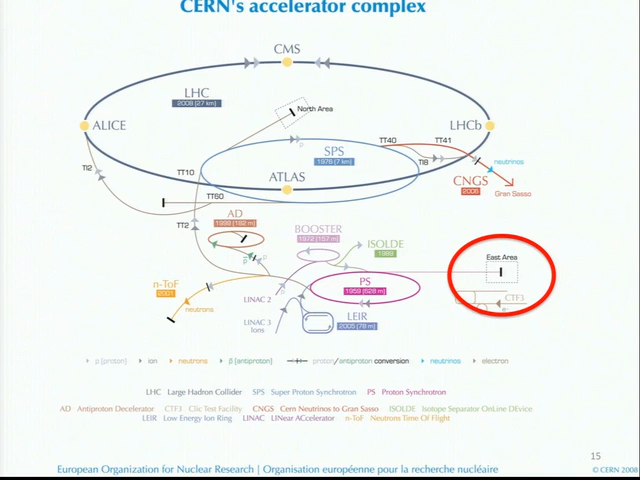 CERN's accelerator complex
CMS
LHC
2008 (27 km)
North Area
ALICE
LHCb
TT40
TT41
SPS
1976 (7 km)
TI8
neutrinos
TI2
TT10
ATLAS
CNGS
2006
Gran Sasso
TT60
AD
1999 (182 m)
TT2
BOOSTER
1972 (157 m)
ISOLDE
1989
East Area
n-ToF
2001
PS
1959 (628 m)
LINAC 2
neutrons
CTF3
e-
LINAC 3
Ions
LEIR
2005 (78 m)
p (proton) ion neutrons p̄ (antiproton) proton/antiproton conversion neutrinos electron
LHC Large Hadron Collider SPS Super Proton Synchrotron PS Proton Synchrotron
AD Antiproton Decelerator CTF3 Clic Test Facility CNGS Cern Neutrinos to Gran Sasso ISOLDE Isotope Separator OnLine DEvice
LEIR Low Energy Ion Ring LINAC LINear ACcelerator n-ToF Neutrons Time Of Flight
15
European Organization for Nuclear Research | Organisation européenne pour la recherche nucléaire
© CERN 2008